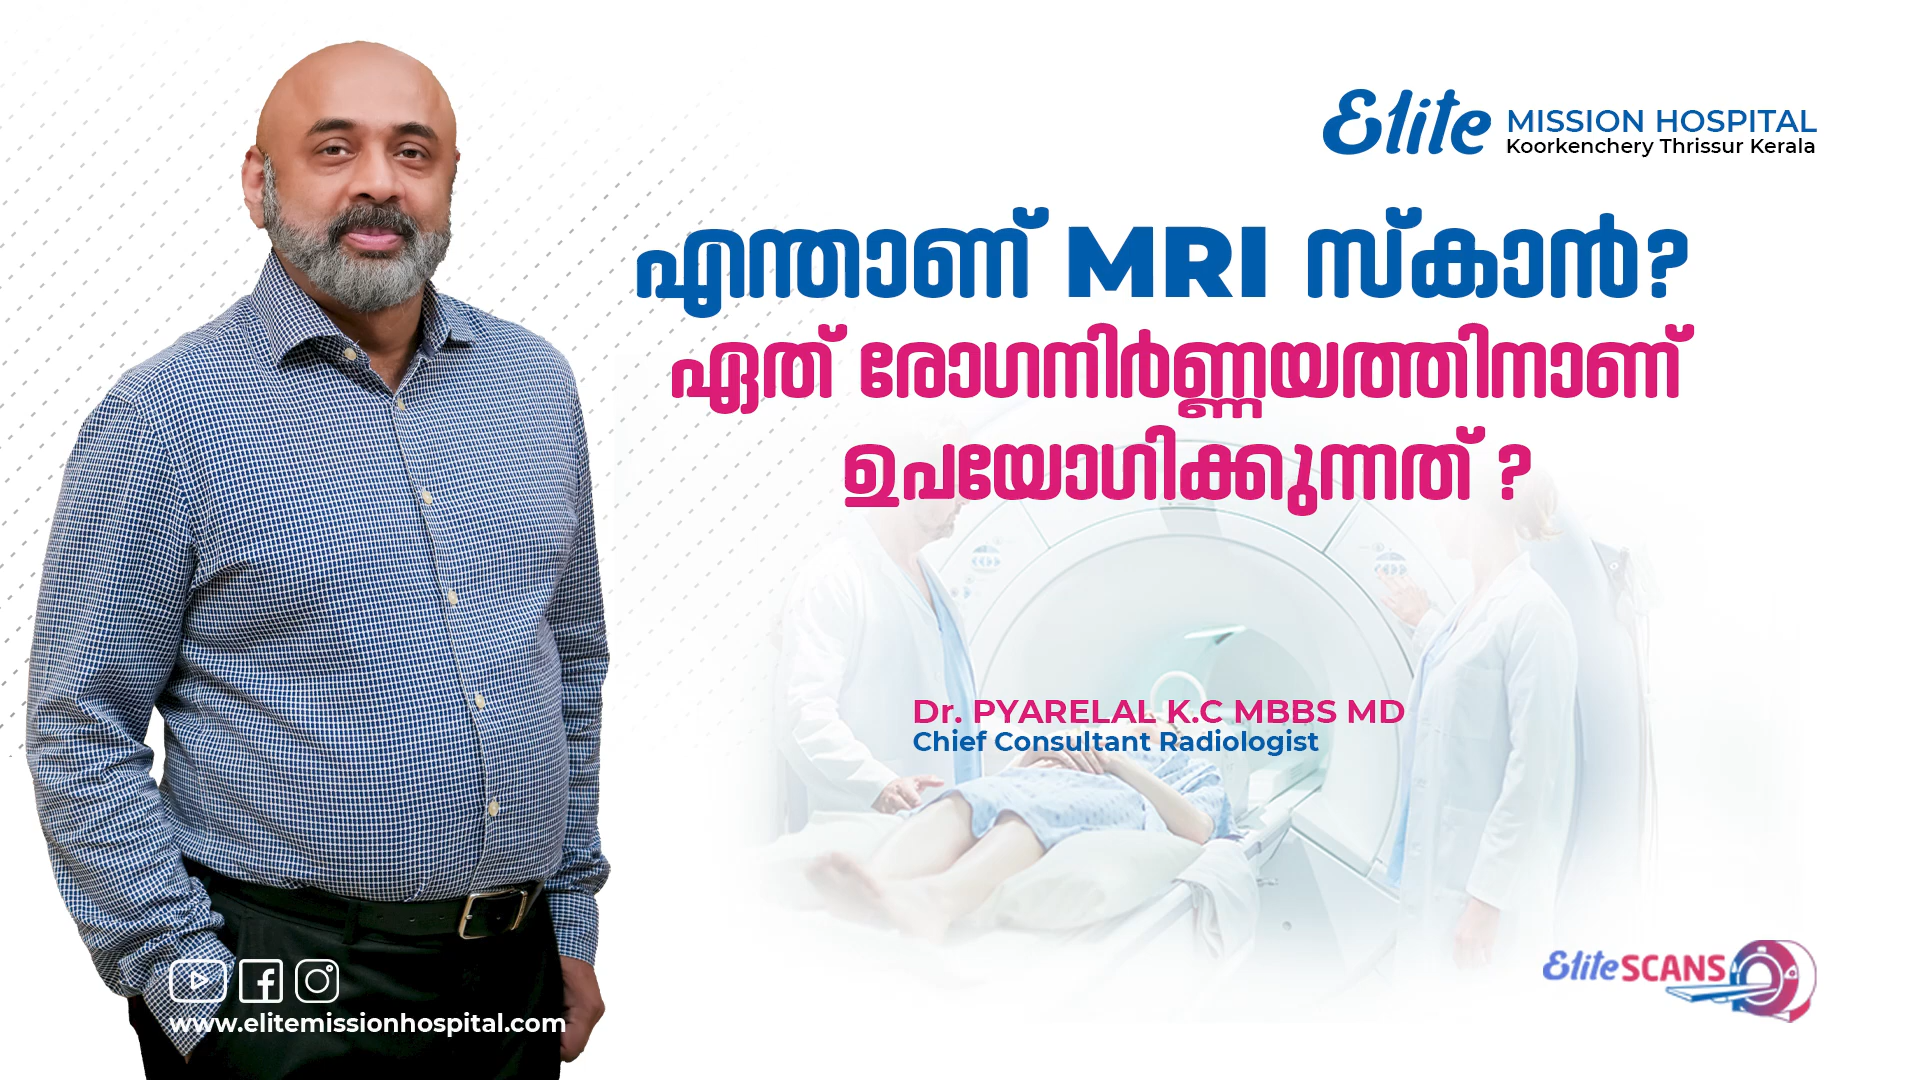 Elite MISSION HOSPITAL
Koorkenchery Thrissur Kerala
എന്താണ് MRI സ്കാൻ?
ഏത് രോഗനിർണ്ണയത്തിനാണ്
ഉപയോഗിക്കുന്നത് ?
Dr. PYARELAL K.C MBBS MD
Chief Consultant Radiologist
EliteSCANS
www.elitemissionhospital.com